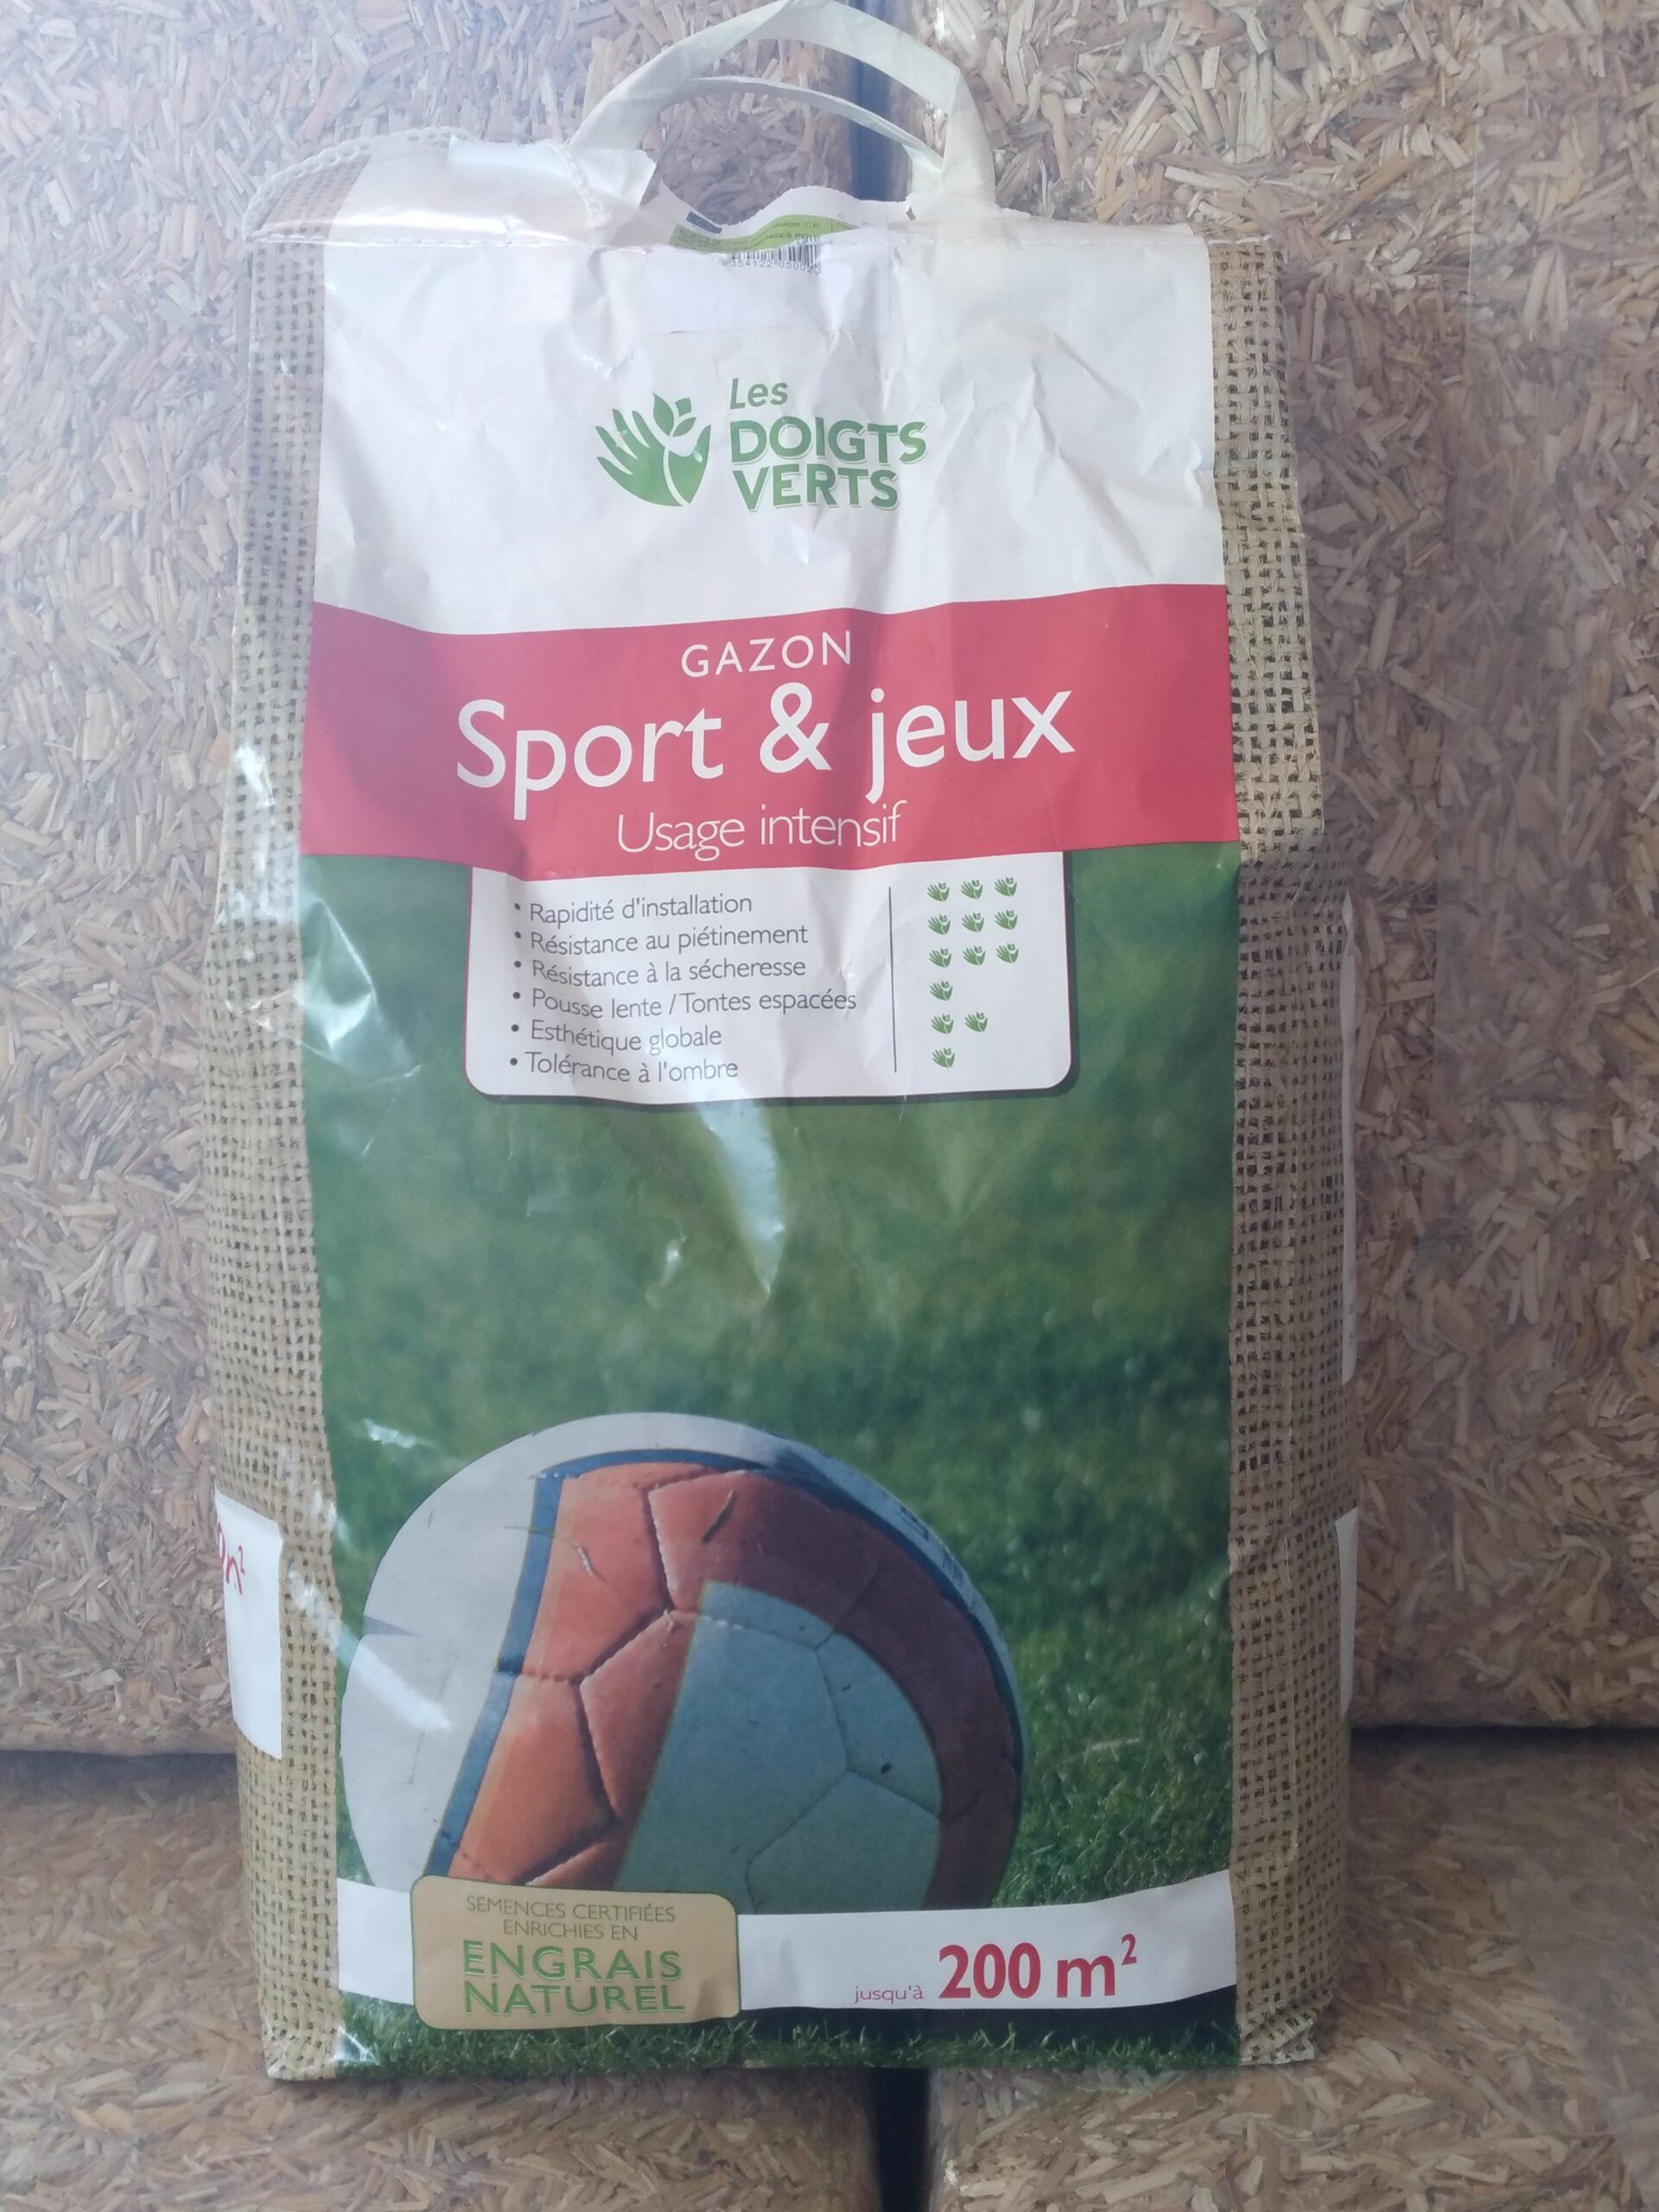 Les
DOIGTS
VERTS
GAZON
Sport & jeux
Usage intensif
• Rapidité d'installation
• Résistance au piétinement
• Résistance à la sécheresse
• Pousse lente / Tontes espacées
• Esthétique globale
• Tolérance à l'ombre
SEMENCES CERTIFIÉES
ENRICHIES EN
ENGRAIS
NATUREL
jusqu'à 200 m²